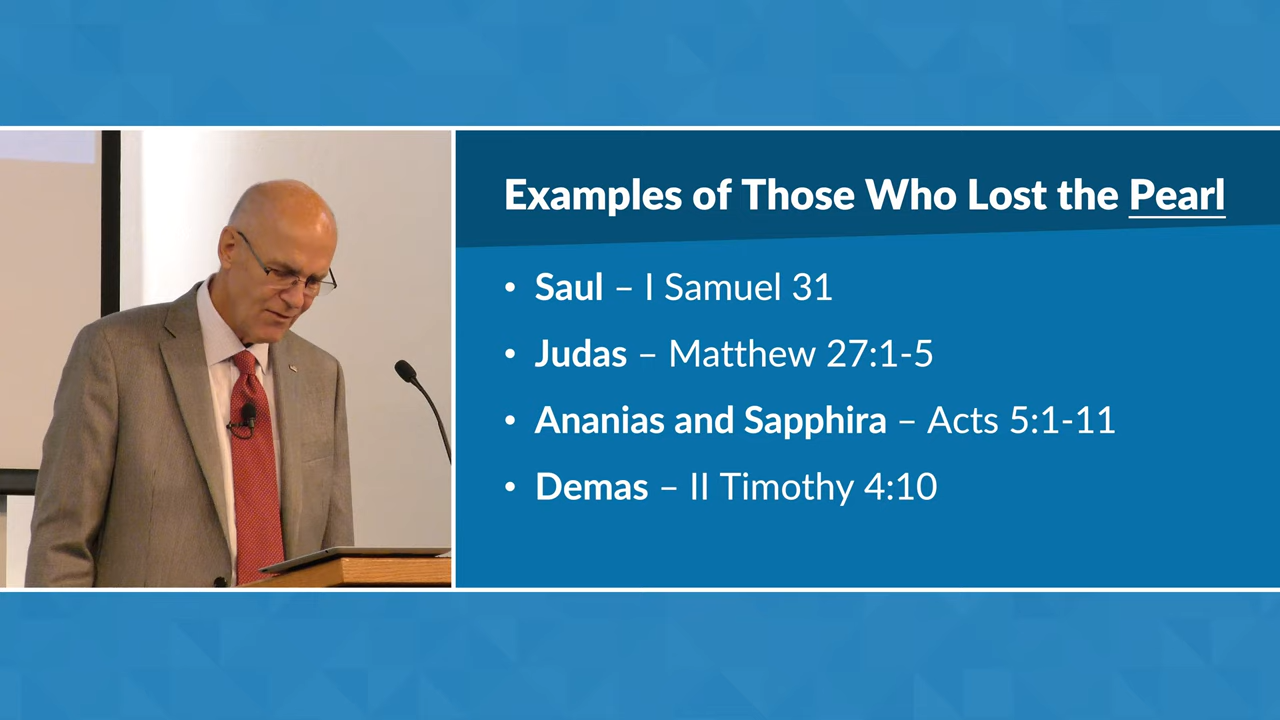 Examples of Those Who Lost the Pearl
• Saul – I Samuel 31
• Judas – Matthew 27:1-5
• Ananias and Sapphira – Acts 5:1-11
• Demas – II Timothy 4:10